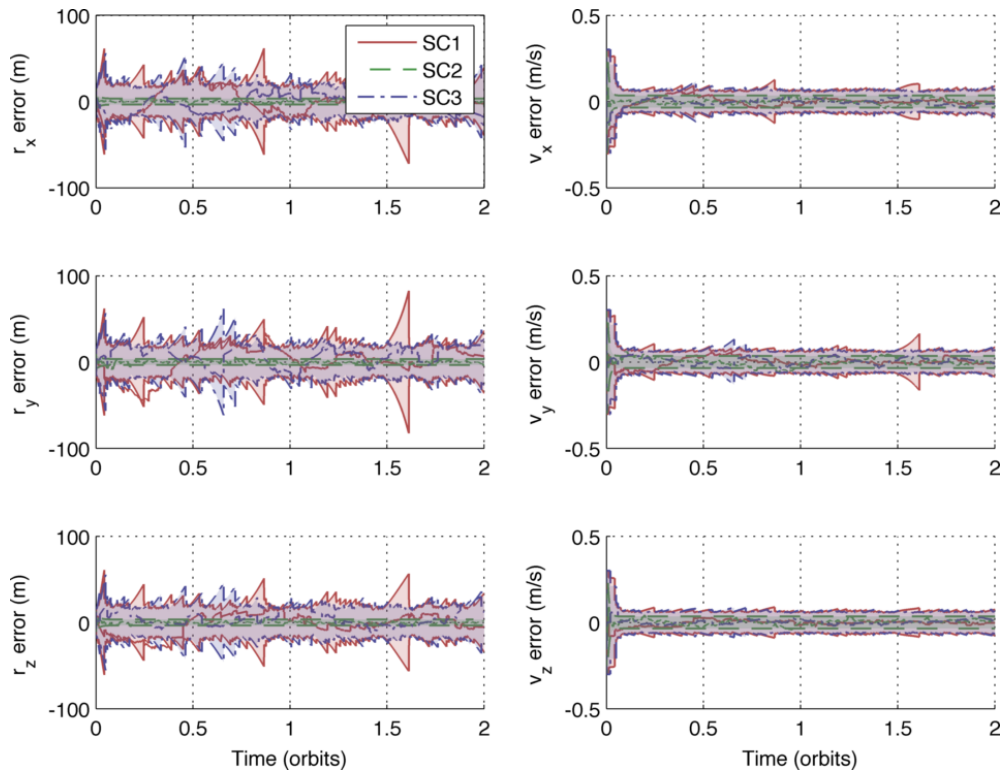 100
0
-100
r_x error (m)
0 0.5 1 1.5 2
SC1
SC2
SC3
0.5
0
-0.5
v_x error (m/s)
0 0.5 1 1.5 2
100
0
-100
r_y error (m)
0 0.5 1 1.5 2
0.5
0
-0.5
v_y error (m/s)
0 0.5 1 1.5 2
100
0
-100
r_z error (m)
0 0.5 1 1.5 2
Time (orbits)
0.5
0
-0.5
v_z error (m/s)
0 0.5 1 1.5 2
Time (orbits)